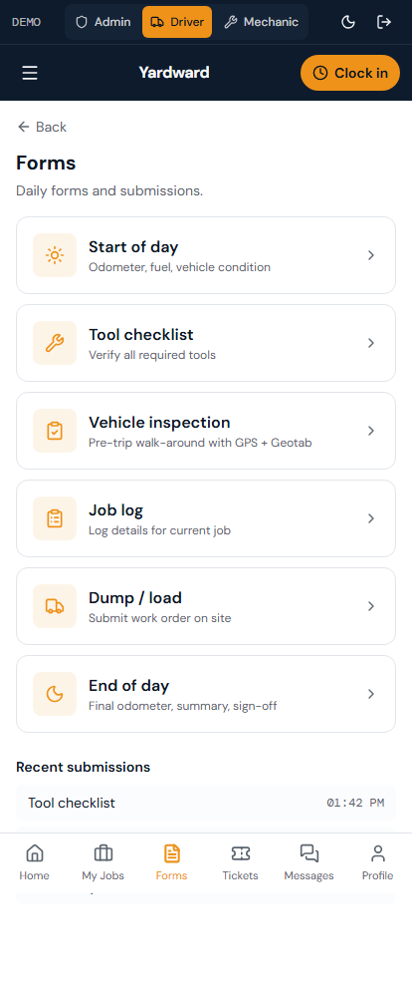 DEMO
Admin
Driver
Mechanic
Yardward
Clock in
Back
Forms
Daily forms and submissions.
Start of day
Odometer, fuel, vehicle condition
Tool checklist
Verify all required tools
Vehicle inspection
Pre-trip walk-around with GPS + Geotab
Job log
Log details for current job
Dump / load
Submit work order on site
End of day
Final odometer, summary, sign-off
Recent submissions
Tool checklist 01:42 PM
Home
My Jobs
Forms
Tickets
Messages
Profile